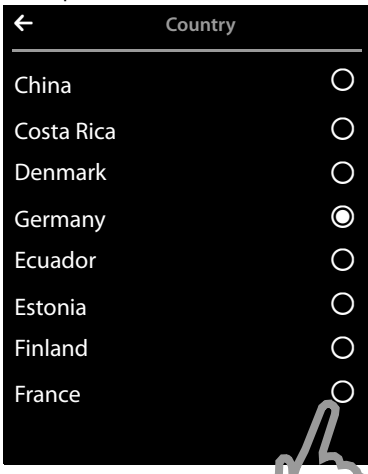 Country
China
Costa Rica
Denmark
Germany
Ecuador
Estonia
Finland
France